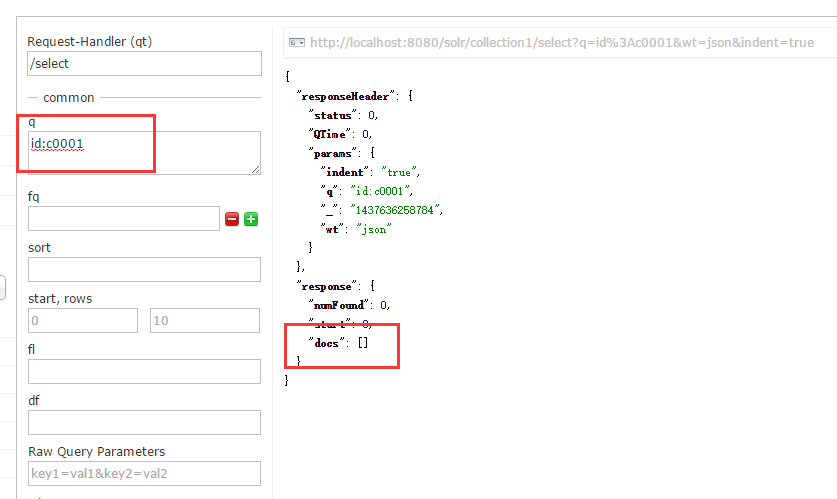 Request-Handler (qt)
/select
common
q
id:c0001
fq
sort
start, rows
0 10
fl
df
Raw Query Parameters
key1=val1&key2=val2
http://localhost:8080/solr/collection1/select?q=id%3Ac0001&wt=json&indent=true
{
"responseHeader": {
"status": 0,
"QTime": 0,
"params": {
"indent": "true",
"q": "id:c0001",
"_": "1437636258784",
"wt": "json"
}
},
"response": {
"numFound": 0,
"start": 0,
"docs": []
}
}